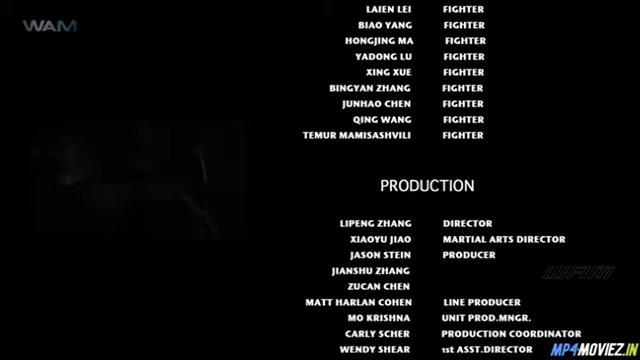 WAM
LAIEN LEI FIGHTER
BIAO YANG FIGHTER
HONGJING MA FIGHTER
YADONG LU FIGHTER
XING XUE FIGHTER
BINGYAN ZHANG FIGHTER
JUNHAO CHEN FIGHTER
QING WANG FIGHTER
TEMUR MAMISASHVILI FIGHTER
PRODUCTION
LIPENG ZHANG DIRECTOR
XIAOYU JIAO MARTIAL ARTS DIRECTOR
JASON STEIN PRODUCER
JIANSHU ZHANG
WAM
ZUCAN CHEN
MATT HARLAN COHEN LINE PRODUCER
MO KRISHNA UNIT PROD.MNGR.
CARLY SCHER PRODUCTION COORDINATOR
WENDY SHEAR 1ST ASST.DIRECTOR
MP4MOVIEZ.IN